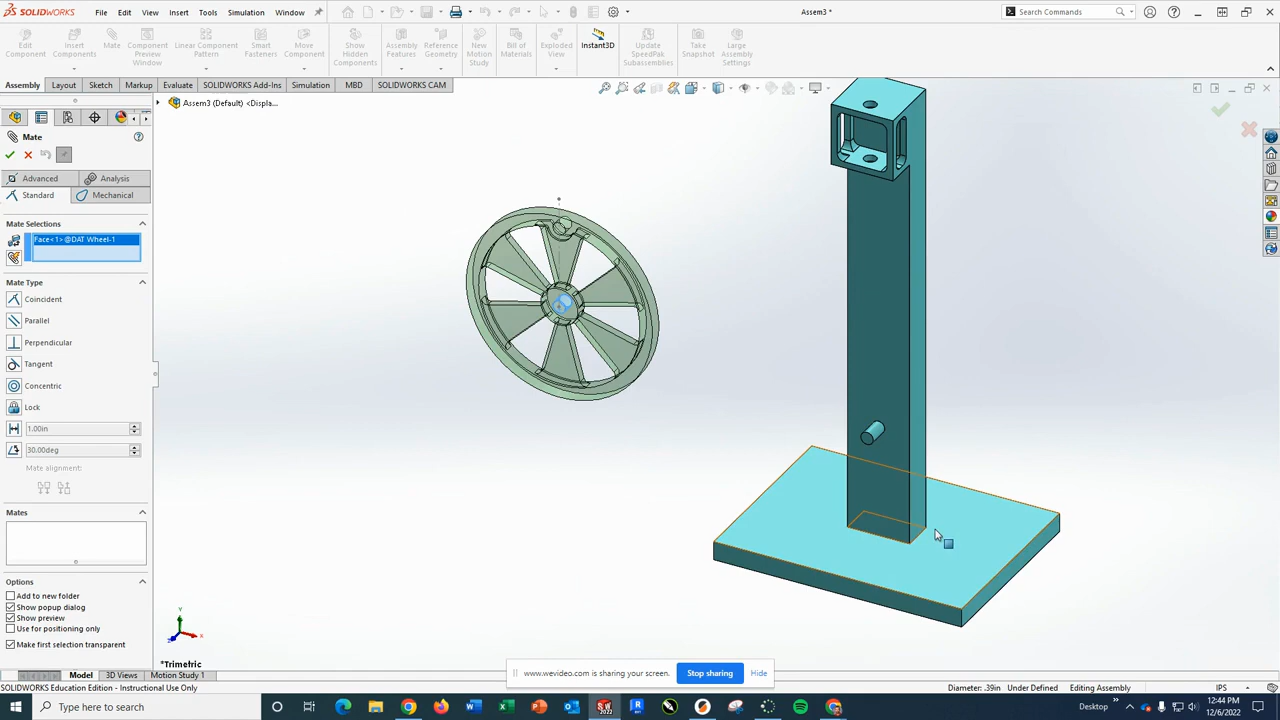 SOLIDWORKS File Edit View Insert Tools Simulation Window Assem3 * Search Commands
Edit Component Insert Components Mate Component Preview Window Linear Component Pattern Smart Fasteners Move Component Show Hidden Components Assembly Features Reference Geometry New Motion Study Bill of Materials Exploded View Instant3D Update SpeedPak Subassemblies Take Snapshot Large Assembly Settings
Assembly Layout Sketch Markup Evaluate SOLIDWORKS Add-Ins Simulation MBD SOLIDWORKS CAM
Assem3 (Default) <Displa...
Mate
Advanced Analysis
Standard Mechanical
Mate Selections
Face<1>@DAT Wheel-1
Mate Type
Coincident
Parallel
Perpendicular
Tangent
Concentric
Lock
1.00in
30.00deg
Mate alignment:
Mates
Options
Add to new folder
Show popup dialog
Show preview
Use for positioning only
Make first selection transparent
Y
X
Z
*Trimetric
www.wevideo.com is sharing your screen. Stop sharing Hide
Model 3D Views Motion Study 1
SOLIDWORKS Education Edition - Instructional Use Only Diameter: .39in Under Defined Editing Assembly IPS
Type here to search
Desktop
12:44 PM
12/6/2022